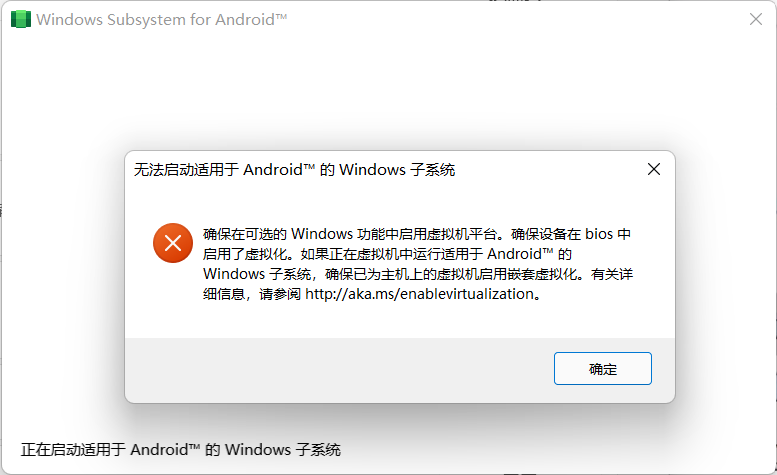 Windows Subsystem for Android™
无法启动适用于 Android™ 的 Windows 子系统
确保在可选的 Windows 功能中启用虚拟机平台。确保设备在 bios 中
启用了虚拟化。如果正在虚拟机中运行适用于 Android™ 的
Windows 子系统，确保已为主机上的虚拟机启用嵌套虚拟化。有关详
细信息，请参阅 http://aka.ms/enablevirtualization。
确定
正在启动适用于 Android™ 的 Windows 子系统